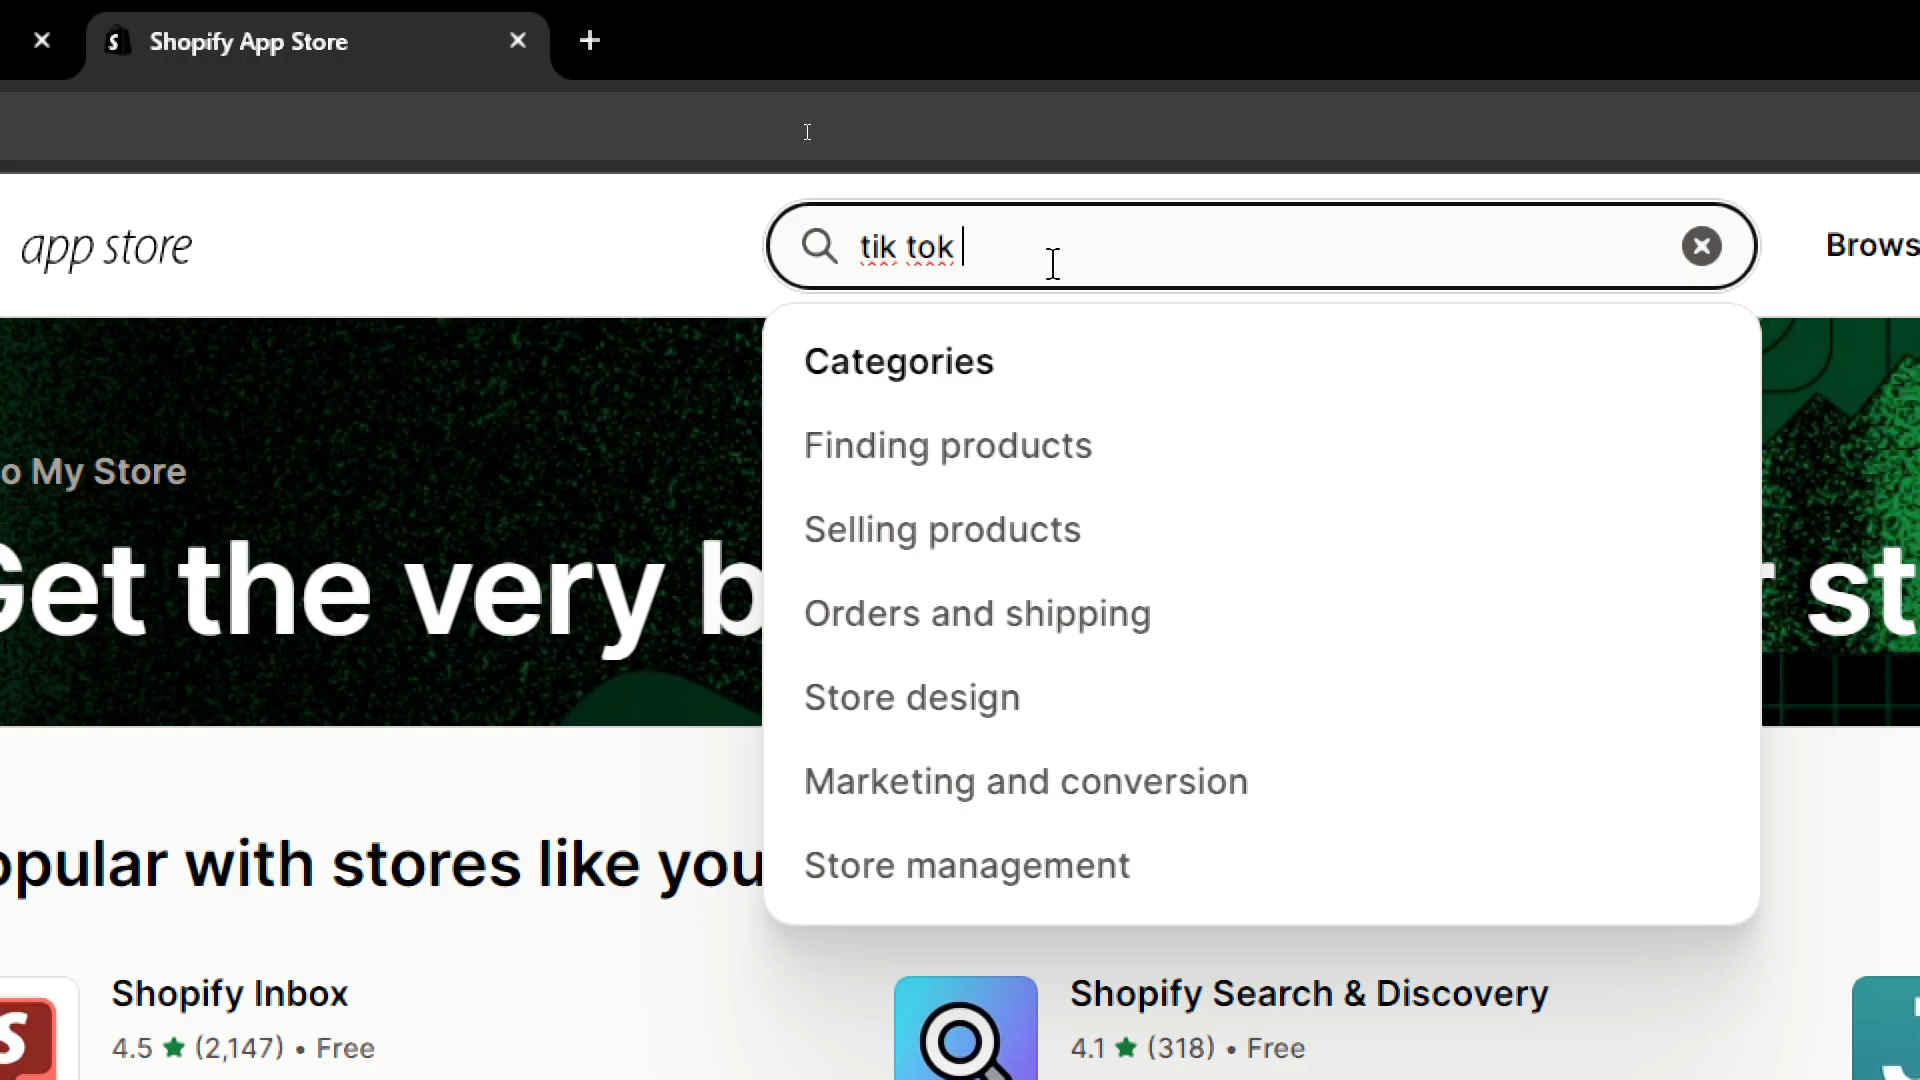 Shopify App Store
app store
tik tok
Brows
Categories
Finding products
Selling products
Orders and shipping
Store design
Marketing and conversion
Store management
o My Store
Get the very b
r st
opular with stores like you
Shopify Inbox
4.5 ★ (2,147) • Free
Shopify Search & Discovery
4.1 ★ (318) • Free